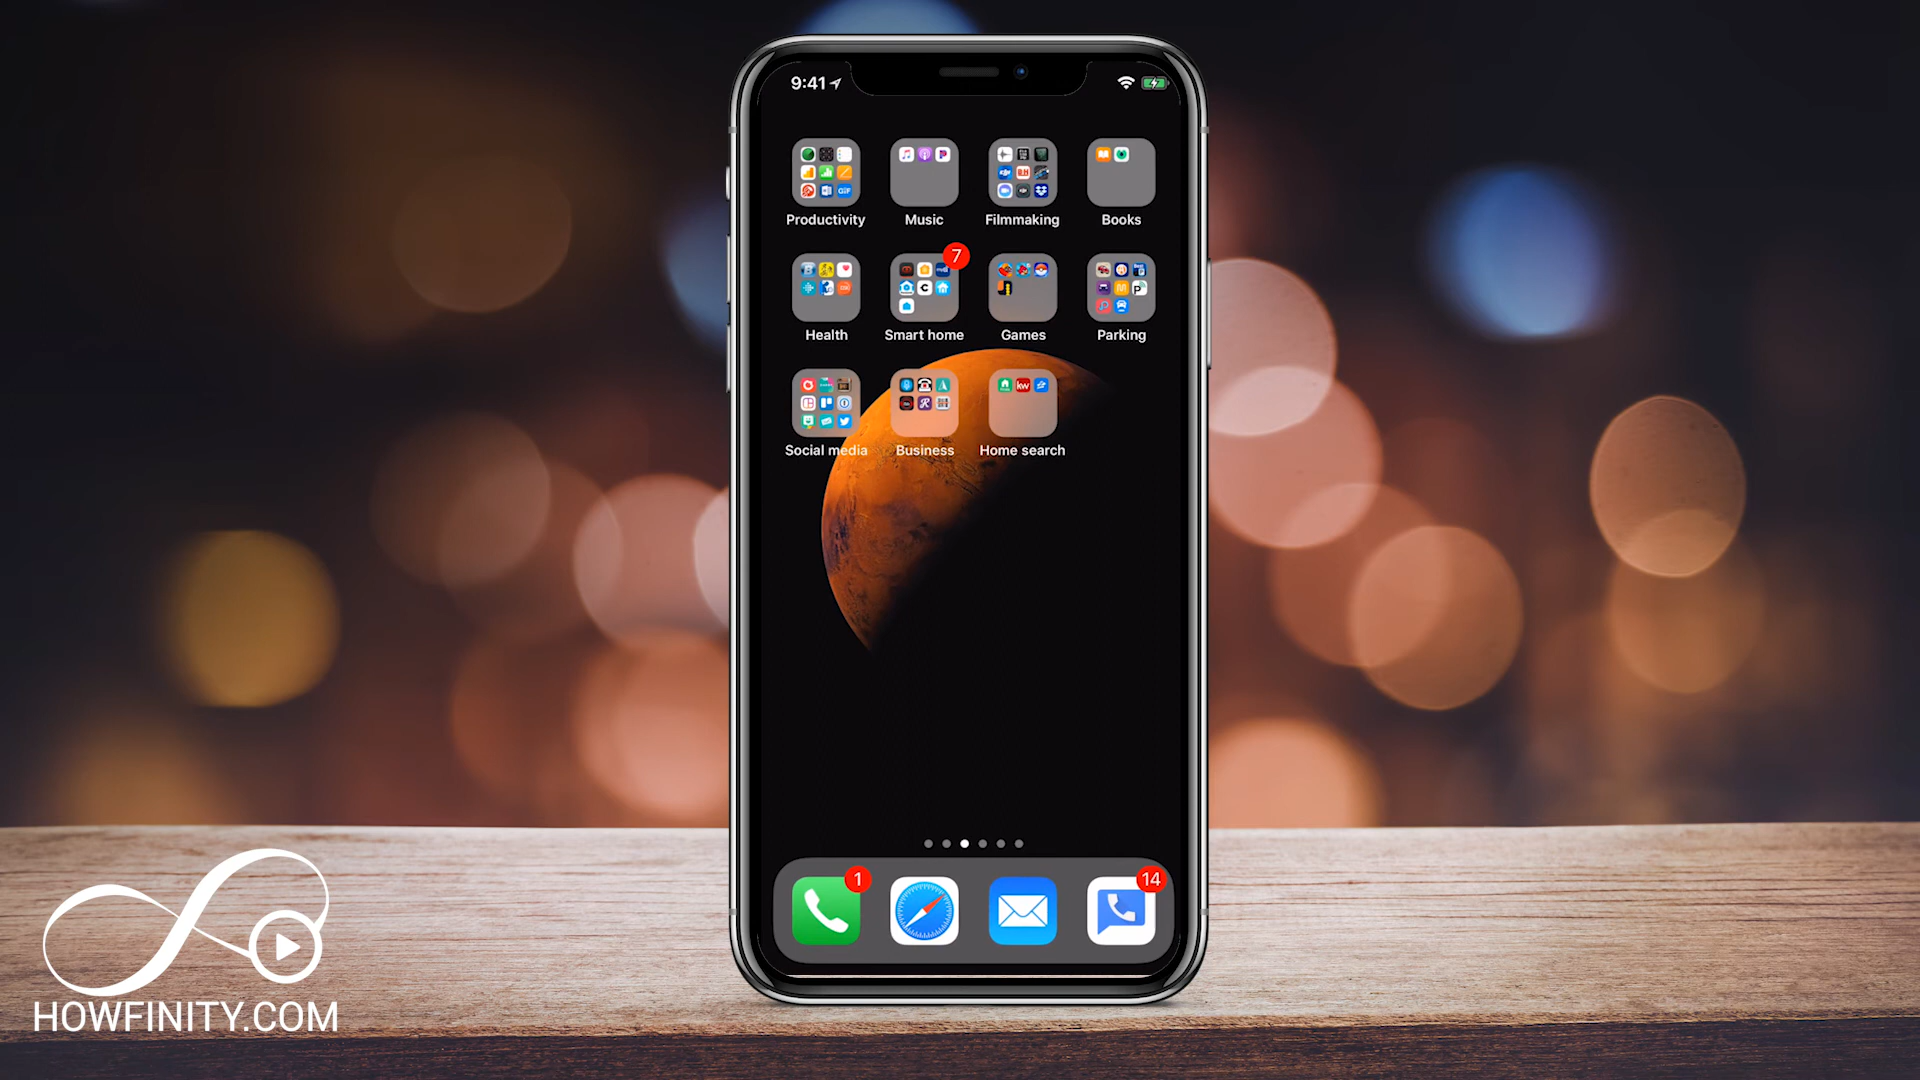 9:41
Productivity Music Filmmaking Books
7
Health Smart home Games Parking
Social media Business Home search
1 14
HOWFINITY.COM